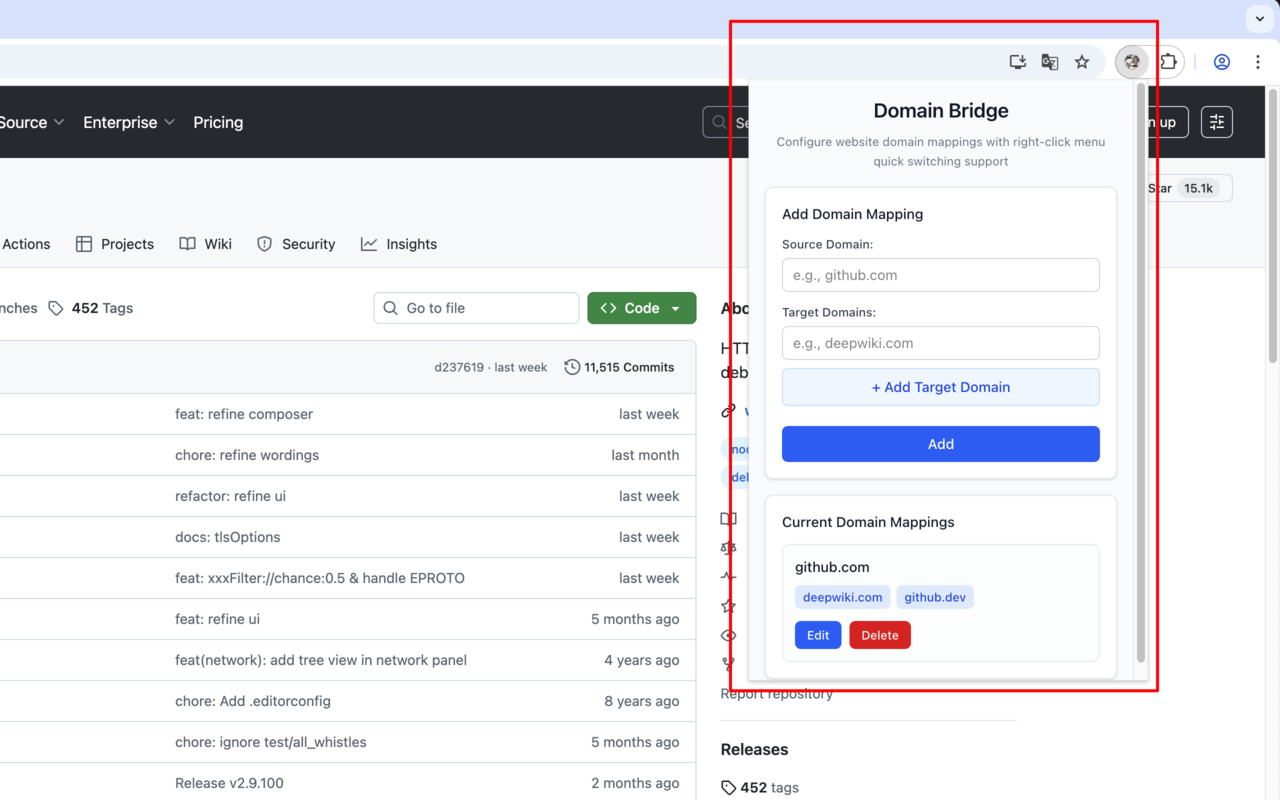 Source
Enterprise
Pricing
Star 15.1k
Actions
Projects
Wiki
Security
Insights
452 Tags
Go to file
Code
d237619 · last week
11,515 Commits
feat: refine composer
last week
chore: refine wordings
last month
refactor: refine ui
last week
docs: tlsOptions
last week
feat: xxxFilter://chance:0.5 & handle EPROTO
last week
feat: refine ui
5 months ago
feat(network): add tree view in network panel
4 years ago
chore: Add .editorconfig
8 years ago
chore: ignore test/all_whistles
5 months ago
Release v2.9.100
2 months ago
Domain Bridge
Configure website domain mappings with right-click menu
quick switching support
Add Domain Mapping
Source Domain:
e.g., github.com
Target Domains:
e.g., deepwiki.com
+ Add Target Domain
Add
Current Domain Mappings
github.com
deepwiki.com
github.dev
Edit
Delete
Report repository
Releases
452 tags